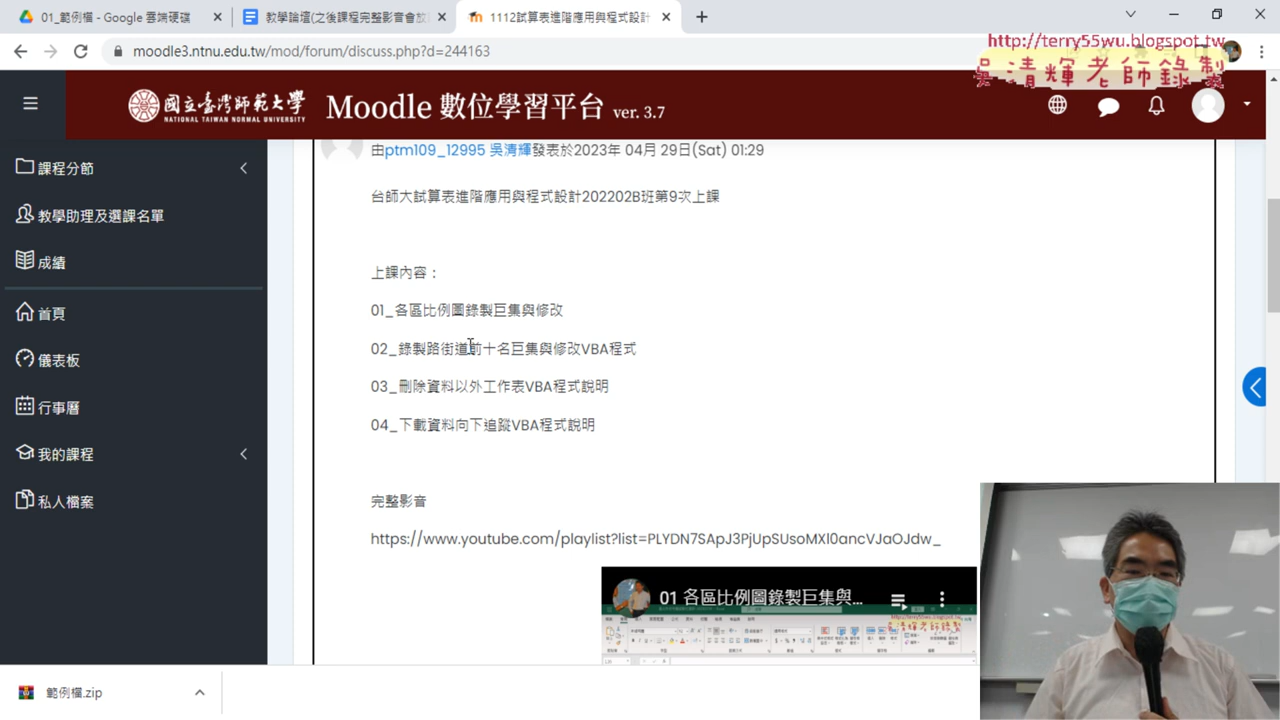 01_範例檔 - Google 雲端硬碟
教學論壇(之後課程完整影音會放
1112試算表進階應用與程式設計
moodle3.ntnu.edu.tw/mod/forum/discuss.php?d=244163
http://terry55wu.blogspot.tw
吳清輝老師錄製
國立臺灣師範大學
NATIONAL TAIWAN NORMAL UNIVERSITY
Moodle 數位學習平台 ver. 3.7
課程分節
教學助理及選課名單
成績
首頁
儀表板
行事曆
我的課程
私人檔案
由ptm109_12995 吳清輝發表於2023年 04月 29日(Sat) 01:29
台師大試算表進階應用與程式設計202202B班第9次上課
上課內容：
01_各區比例圖錄製巨集與修改
02_錄製路街道前十名巨集與修改VBA程式
03_刪除資料以外工作表VBA程式說明
04_下載資料向下追蹤VBA程式說明
完整影音
https://www.youtube.com/playlist?list=PLYDN7SApJ3PjUpSUsoMXl0ancVJaOJdw_
01 各區比例圖錄製巨集與...
範例檔.zip